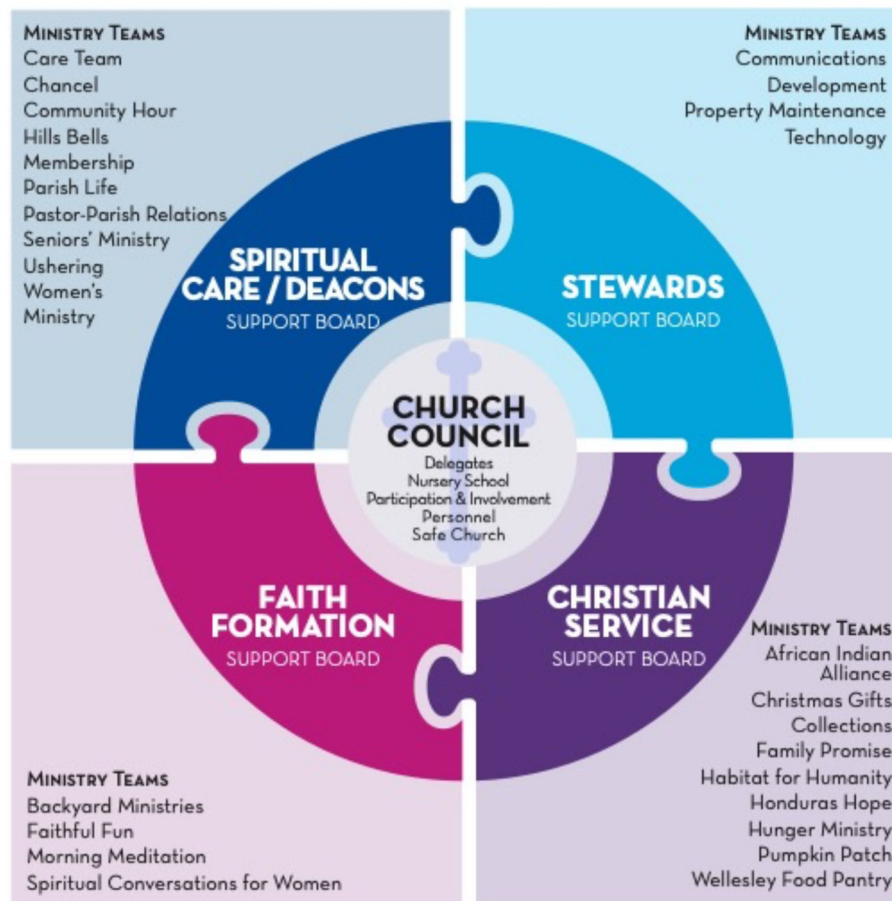 MINISTRY TEAMS
Care Team
Chancel
Community Hour
Hills Bells
Membership
Parish Life
Pastor-Parish Relations
Seniors' Ministry
Ushering
Women's
Ministry
SPIRITUAL
CARE / DEACONS
SUPPORT BOARD
MINISTRY TEAMS
Communications
Development
Property Maintenance
Technology
STEWARDS
SUPPORT BOARD
CHURCH
COUNCIL
Delegates
Nursery School
Participation & Involvement
Personnel
Safe Church
FAITH
FORMATION
SUPPORT BOARD
MINISTRY TEAMS
Backyard Ministries
Faithful Fun
Morning Meditation
Spiritual Conversations for Women
CHRISTIAN
SERVICE
SUPPORT BOARD
MINISTRY TEAMS
African Indian
Alliance
Christmas Gifts
Collections
Family Promise
Habitat for Humanity
Honduras Hope
Hunger Ministry
Pumpkin Patch
Wellesley Food Pantry